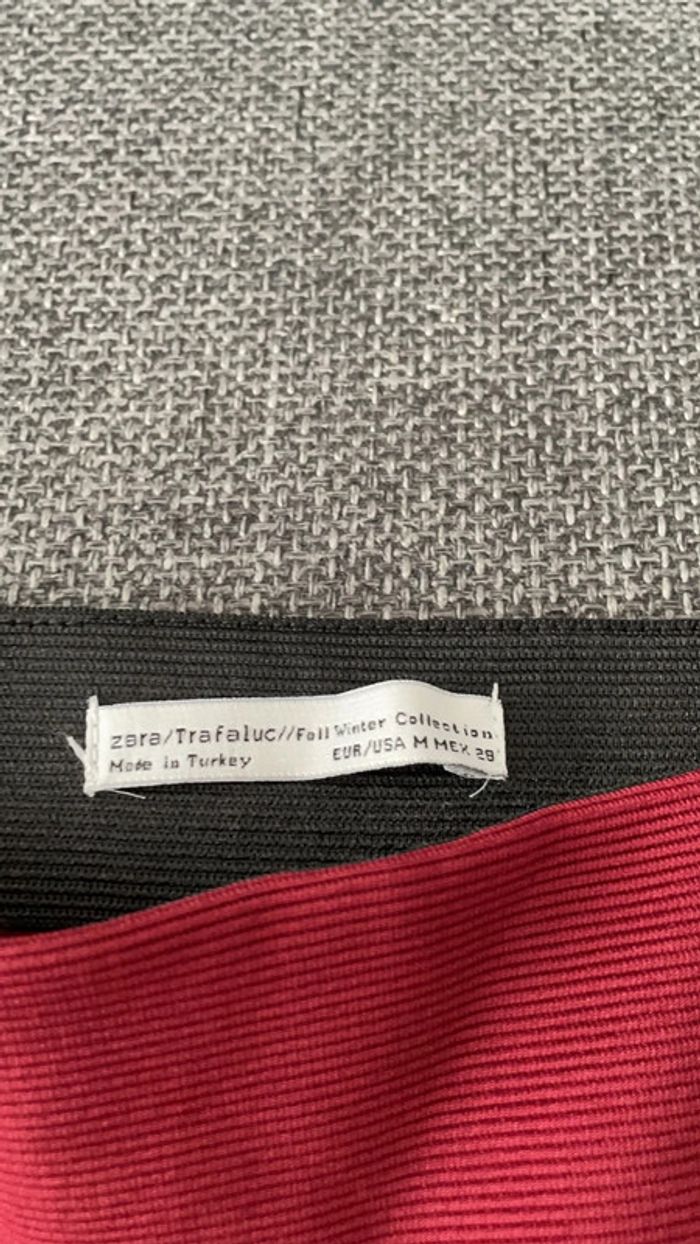 zara/Trafaluc//Fall Winter Collection
Made in Turkey EUR/USA M MEX 28